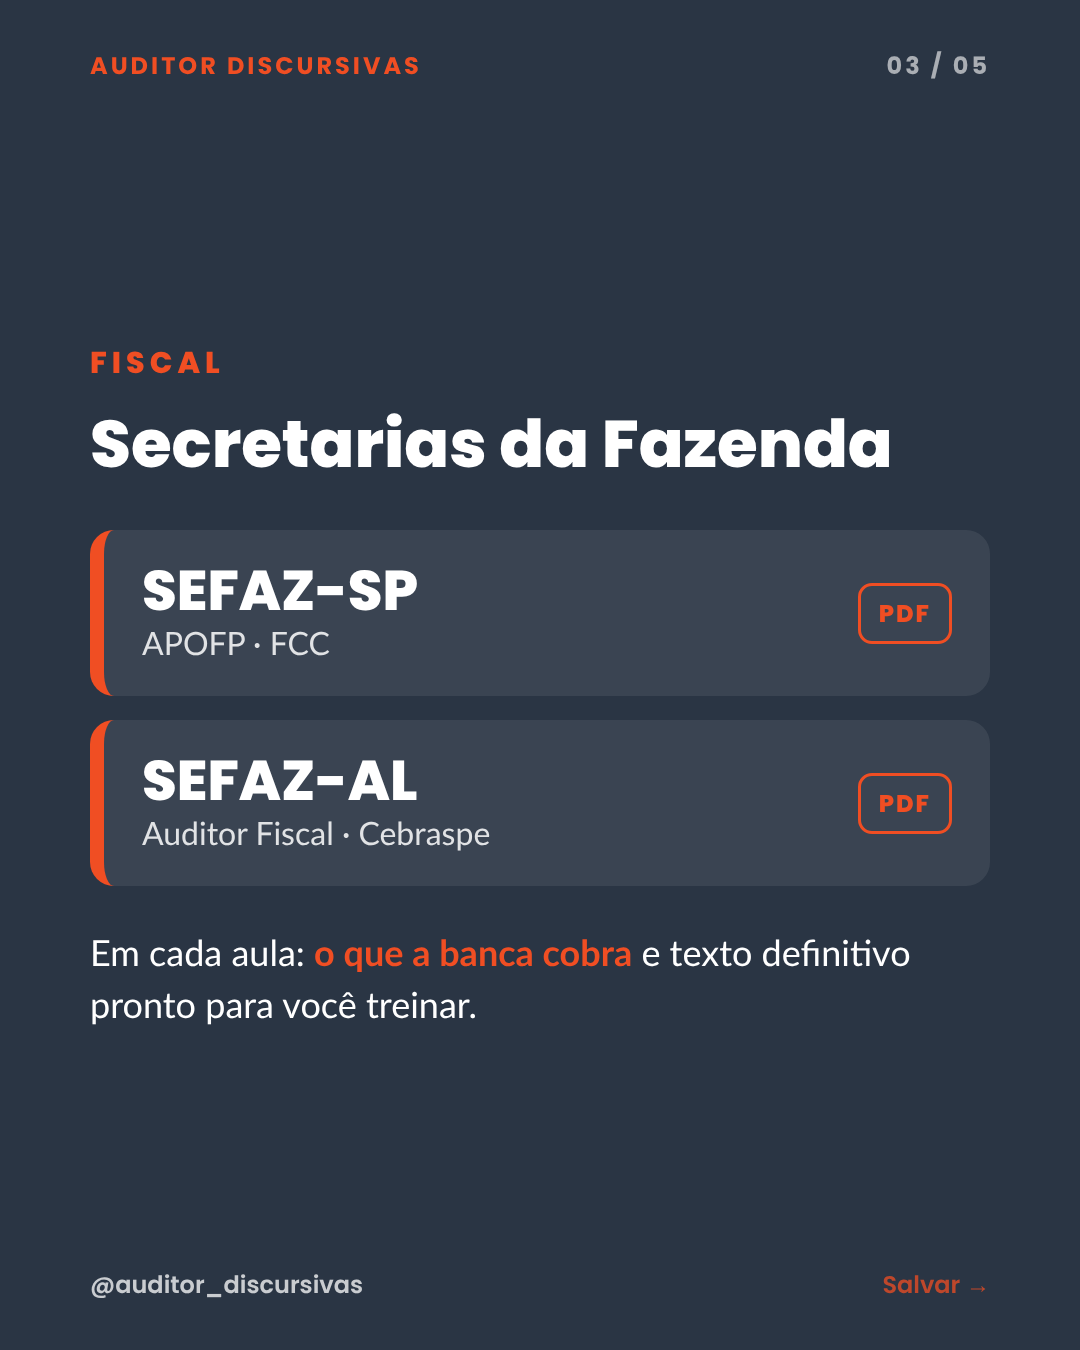 AUDITOR DISCURSIVAS
03 / 05
FISCAL
Secretarias da Fazenda
SEFAZ-SP
APOFP · FCC
PDF
SEFAZ-AL
Auditor Fiscal · Cebraspe
PDF
Em cada aula: o que a banca cobra e texto definitivo
pronto para você treinar.
@auditor_discursivas
Salvar →